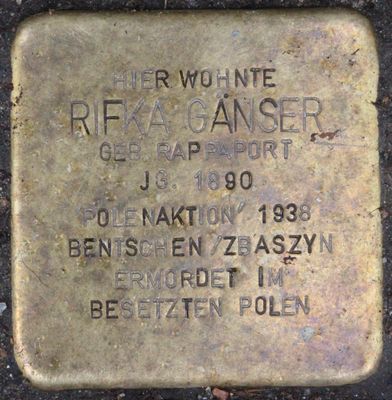 HIER WOHNTE
RIFKA GÄNSER
GEB. RAPPAPORT
JG. 1890
'POLENAKTION' 1938
BENTSCHEN/ZBASZYN
ERMORDET IM
BESETZTEN POLEN